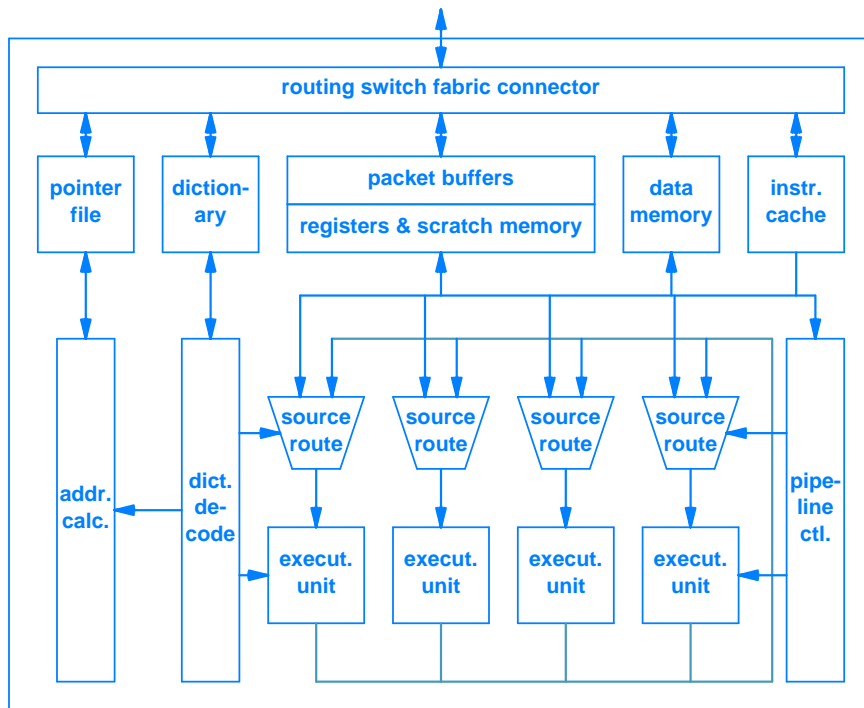 routing switch fabric connector
pointer
file
diction-
ary
packet buffers
registers & scratch memory
data
memory
instr.
cache
source
route
source
route
source
route
source
route
addr.
calc.
dict.
de-
code
pipe-
line
ctl.
execut.
unit
execut.
unit
execut.
unit
execut.
unit